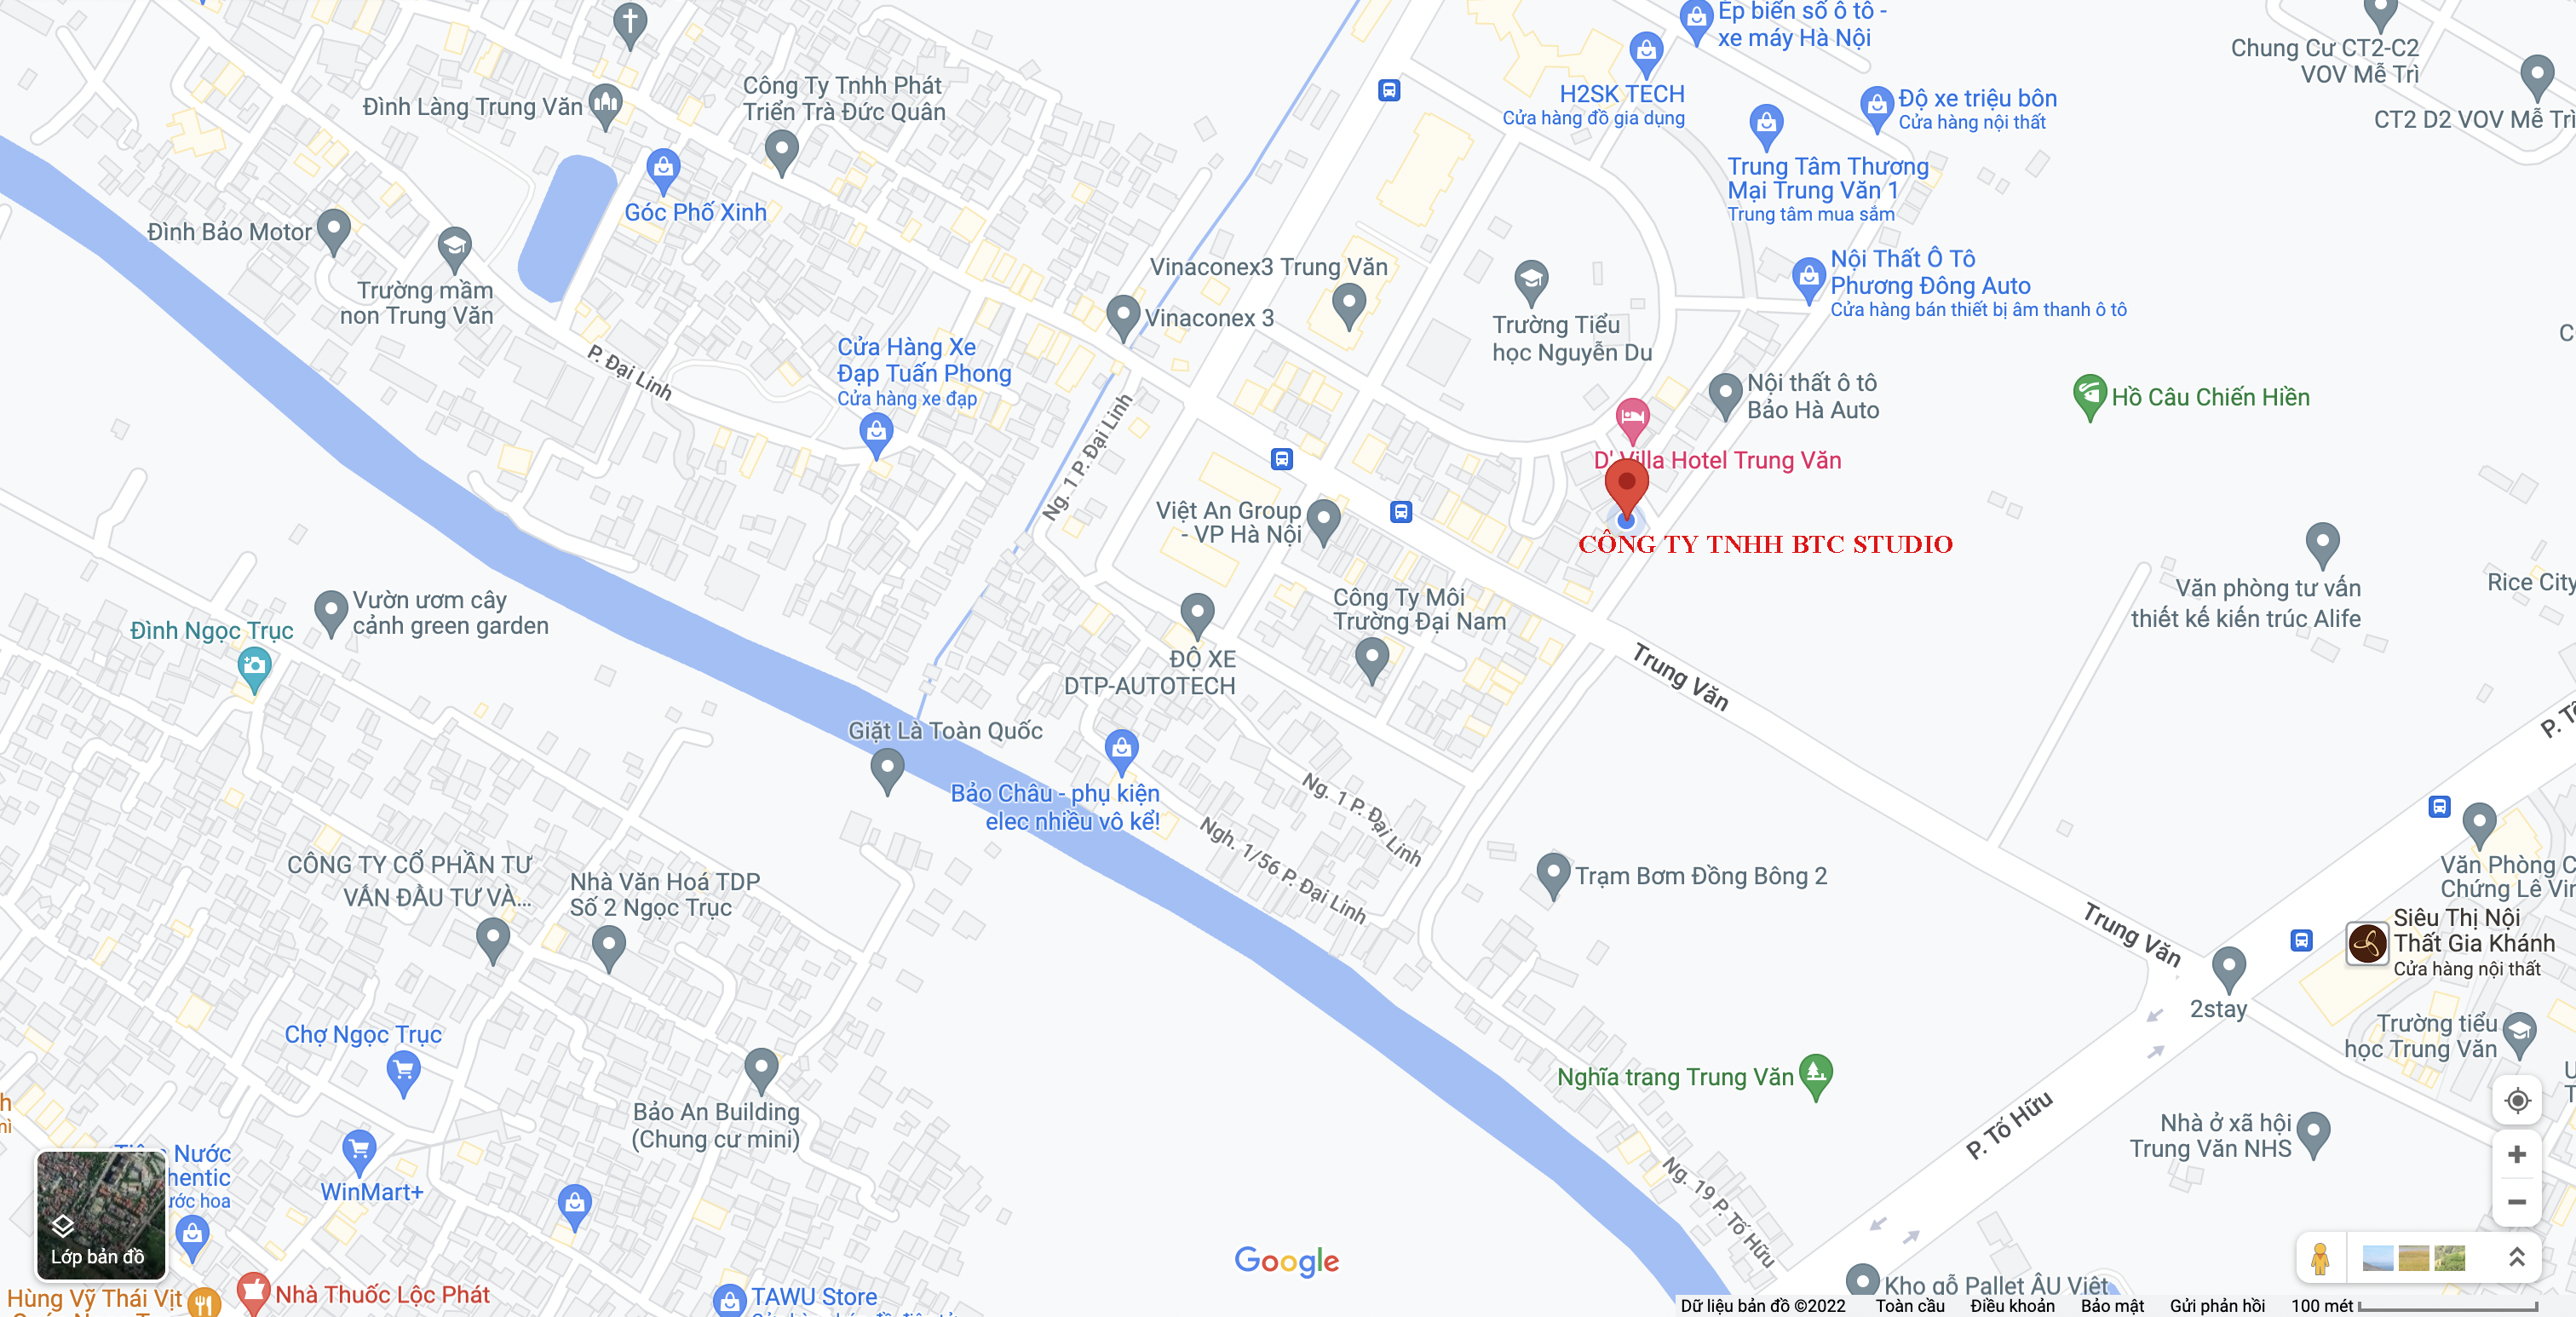 Ép biển số ô tô -
xe máy Hà Nội
Chung Cư CT2-C2
VOV Mễ Trì
Công Ty Tnhh Phát
Triển Trà Đức Quân
Đình Làng Trung Văn
H2SK TECH
Cửa hàng đồ gia dụng
Độ xe triệu bôn
Cửa hàng nội thất
CT2 D2 VOV Mễ Trì
Trung Tâm Thương
Mại Trung Văn 1
Trung tâm mua sắm
Góc Phố Xinh
Đình Bảo Motor
Trường mầm
non Trung Văn
Vinaconex3 Trung Văn
Vinaconex 3
Nội Thất Ô Tô
Phương Đông Auto
Cửa hàng bán thiết bị âm thanh ô tô
Trường Tiểu
học Nguyễn Du
P. Đại Linh
Cửa Hàng Xe
Đạp Tuấn Phong
Cửa hàng xe đạp
Nội thất ô tô
Bảo Hà Auto
Hồ Câu Chiến Hiền
Ng. 1 P. Đại Linh
D' Villa Hotel Trung Văn
Việt An Group
- VP Hà Nội
CÔNG TY TNHH BTC STUDIO
Văn phòng tư vấn
thiết kế kiến trúc Alife
Rice City
Vườn ươm cây
cảnh green garden
Đình Ngọc Trục
Công Ty Môi
Trường Đại Nam
ĐỘ XE
DTP-AUTOTECH
Trung Văn
Giặt Là Toàn Quốc
Bảo Châu - phụ kiện
elec nhiều vô kể!
Ng. 1 P. Đại Linh
Ngh. 1/56 P. Đại Linh
Trạm Bơm Đồng Bông 2
CÔNG TY CỔ PHẦN TƯ
VẤN ĐẦU TƯ VÀ...
Nhà Văn Hoá TDP
Số 2 Ngọc Trục
Văn Phòng C
Chứng Lê Vin
Trung Văn
Siêu Thị Nội
Thất Gia Khánh
Cửa hàng nội thất
2stay
Trường tiểu
học Trung Văn
Chợ Ngọc Trục
Nghĩa trang Trung Văn
Bảo An Building
(Chung cư mini)
P. Tố Hữu
Nhà ở xã hội
Trung Văn NHS
Nước
hentic
ước hoa
WinMart+
Ng. 19 P. Tố Hữu
Lớp bản đồ
Google
Hùng Vỹ Thái Vịt
Nhà Thuốc Lộc Phát
TAWU Store
Kho gỗ Pallet ÂU Việt
Dữ liệu bản đồ ©2022 Toàn cầu Điều khoản Bảo mật Gửi phản hồi 100 mét